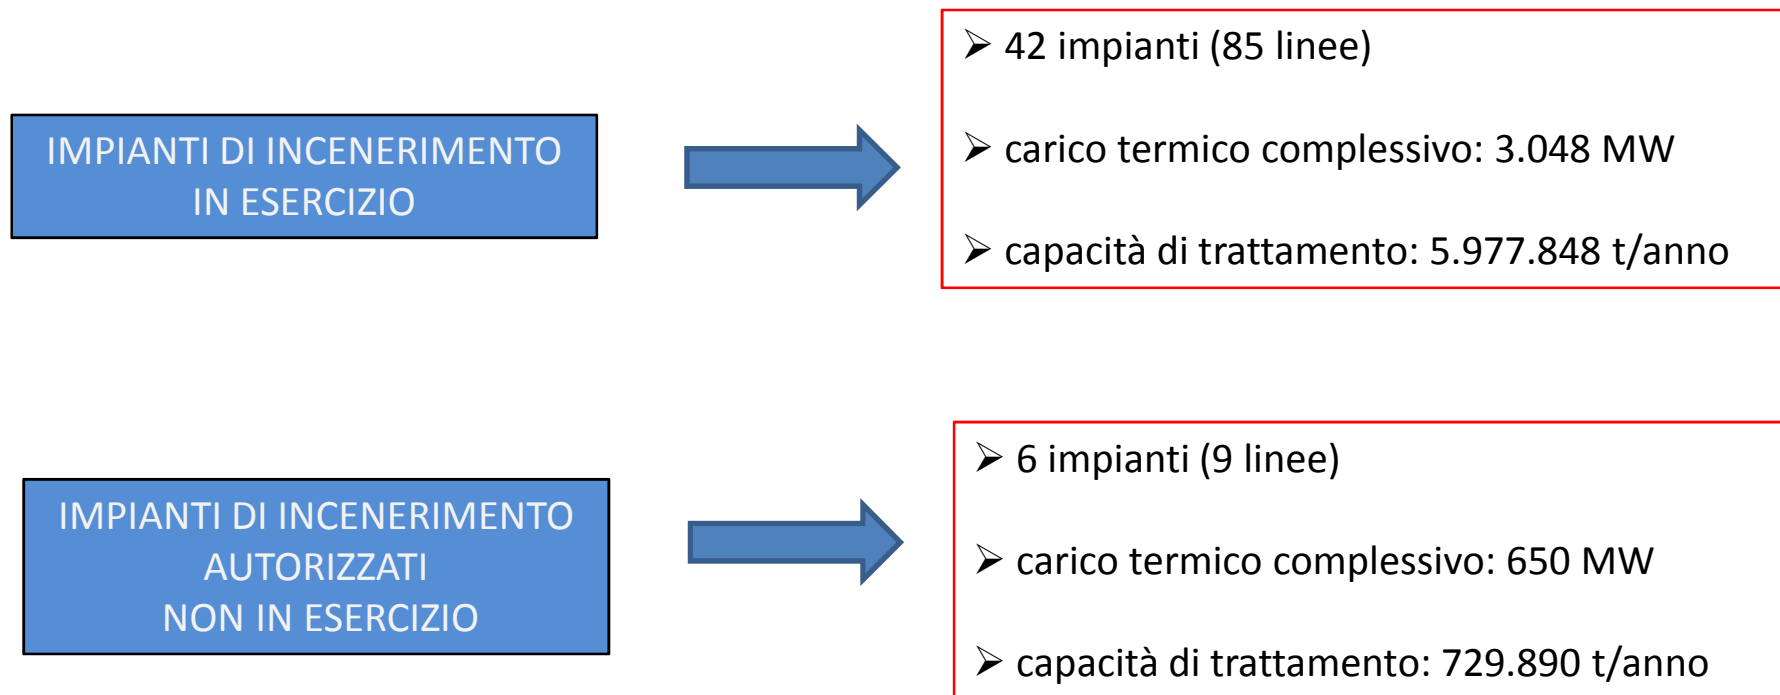 IMPIANTI DI INCENERIMENTO
IN ESERCIZIO
➢ 42 impianti (85 linee)
➢ carico termico complessivo: 3.048 MW
➢ capacità di trattamento: 5.977.848 t/anno
IMPIANTI DI INCENERIMENTO
AUTORIZZATI
NON IN ESERCIZIO
➢ 6 impianti (9 linee)
➢ carico termico complessivo: 650 MW
➢ capacità di trattamento: 729.890 t/anno